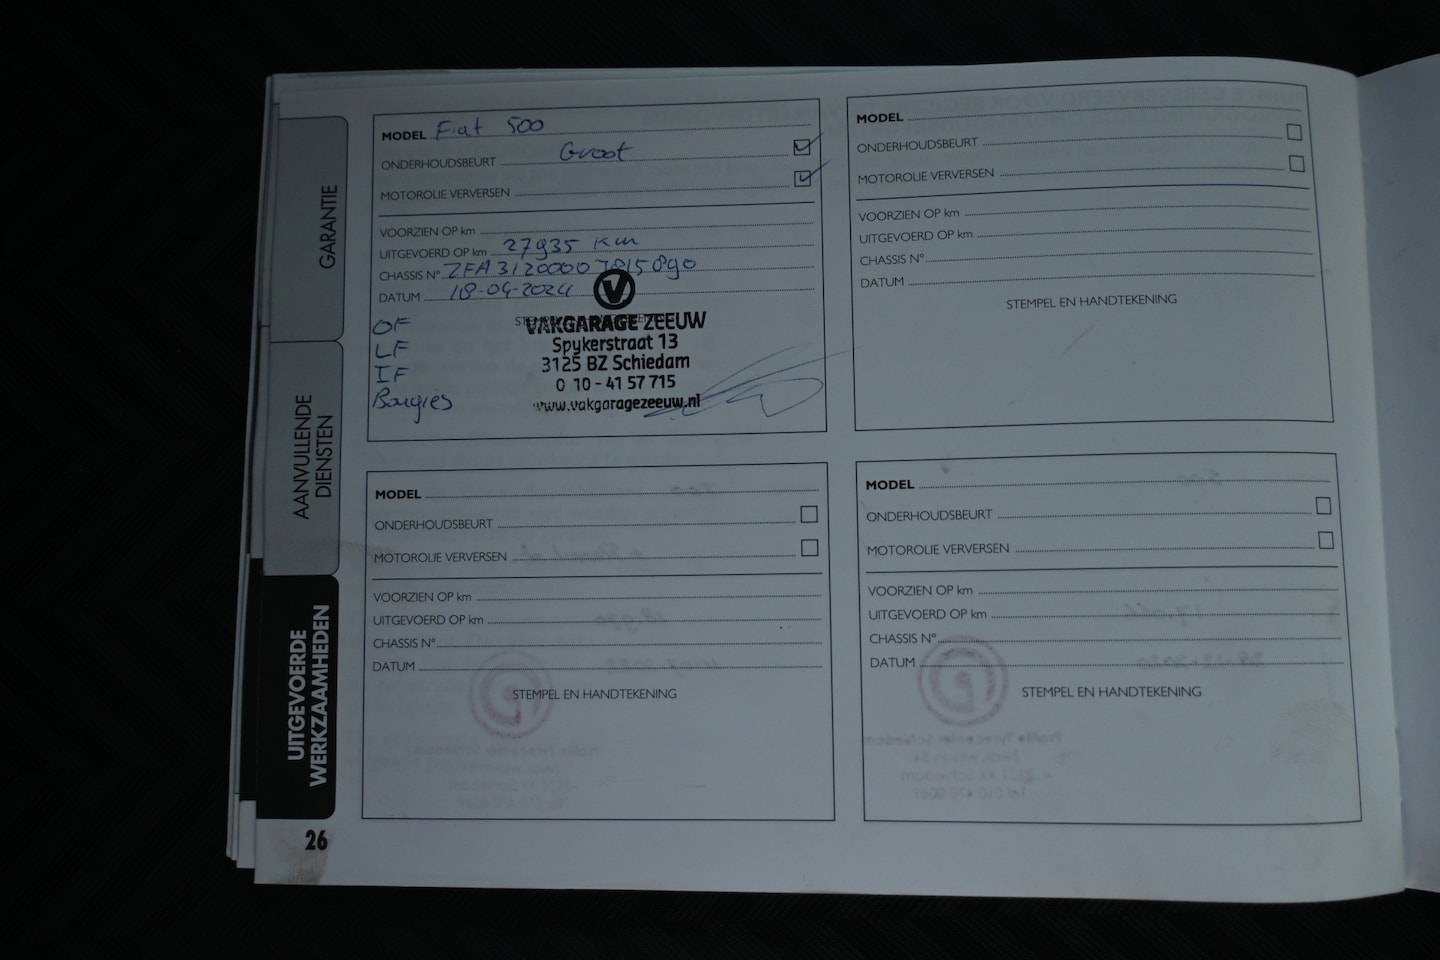 GARANTIE
AANVULLENDE
DIENSTEN
UITGEVOERDE
WERKZAAMHEDEN
26
MODEL Fiat 500
ONDERHOUDSBEURT Groot
MOTOROLIE VERVERSEN
VOORZIEN OP km
UITGEVOERD OP km 27935 km
CHASSIS N° ZFA3120000J815890
DATUM 18-04-2024
STEMPEL EN HANDTEKENING
OF
LF
IF
Bougies
VAKGARAGE ZEEUW
Spykerstraat 13
3125 BZ Schiedam
0 10 - 41 57 715
www.vakgaragezeeuw.nl
MODEL
ONDERHOUDSBEURT
MOTOROLIE VERVERSEN
VOORZIEN OP km
UITGEVOERD OP km
CHASSIS N°
DATUM
STEMPEL EN HANDTEKENING
MODEL
ONDERHOUDSBEURT
MOTOROLIE VERVERSEN
VOORZIEN OP km
UITGEVOERD OP km
CHASSIS N°
DATUM
STEMPEL EN HANDTEKENING
MODEL
ONDERHOUDSBEURT
MOTOROLIE VERVERSEN
VOORZIEN OP km
UITGEVOERD OP km
CHASSIS N°
DATUM
STEMPEL EN HANDTEKENING